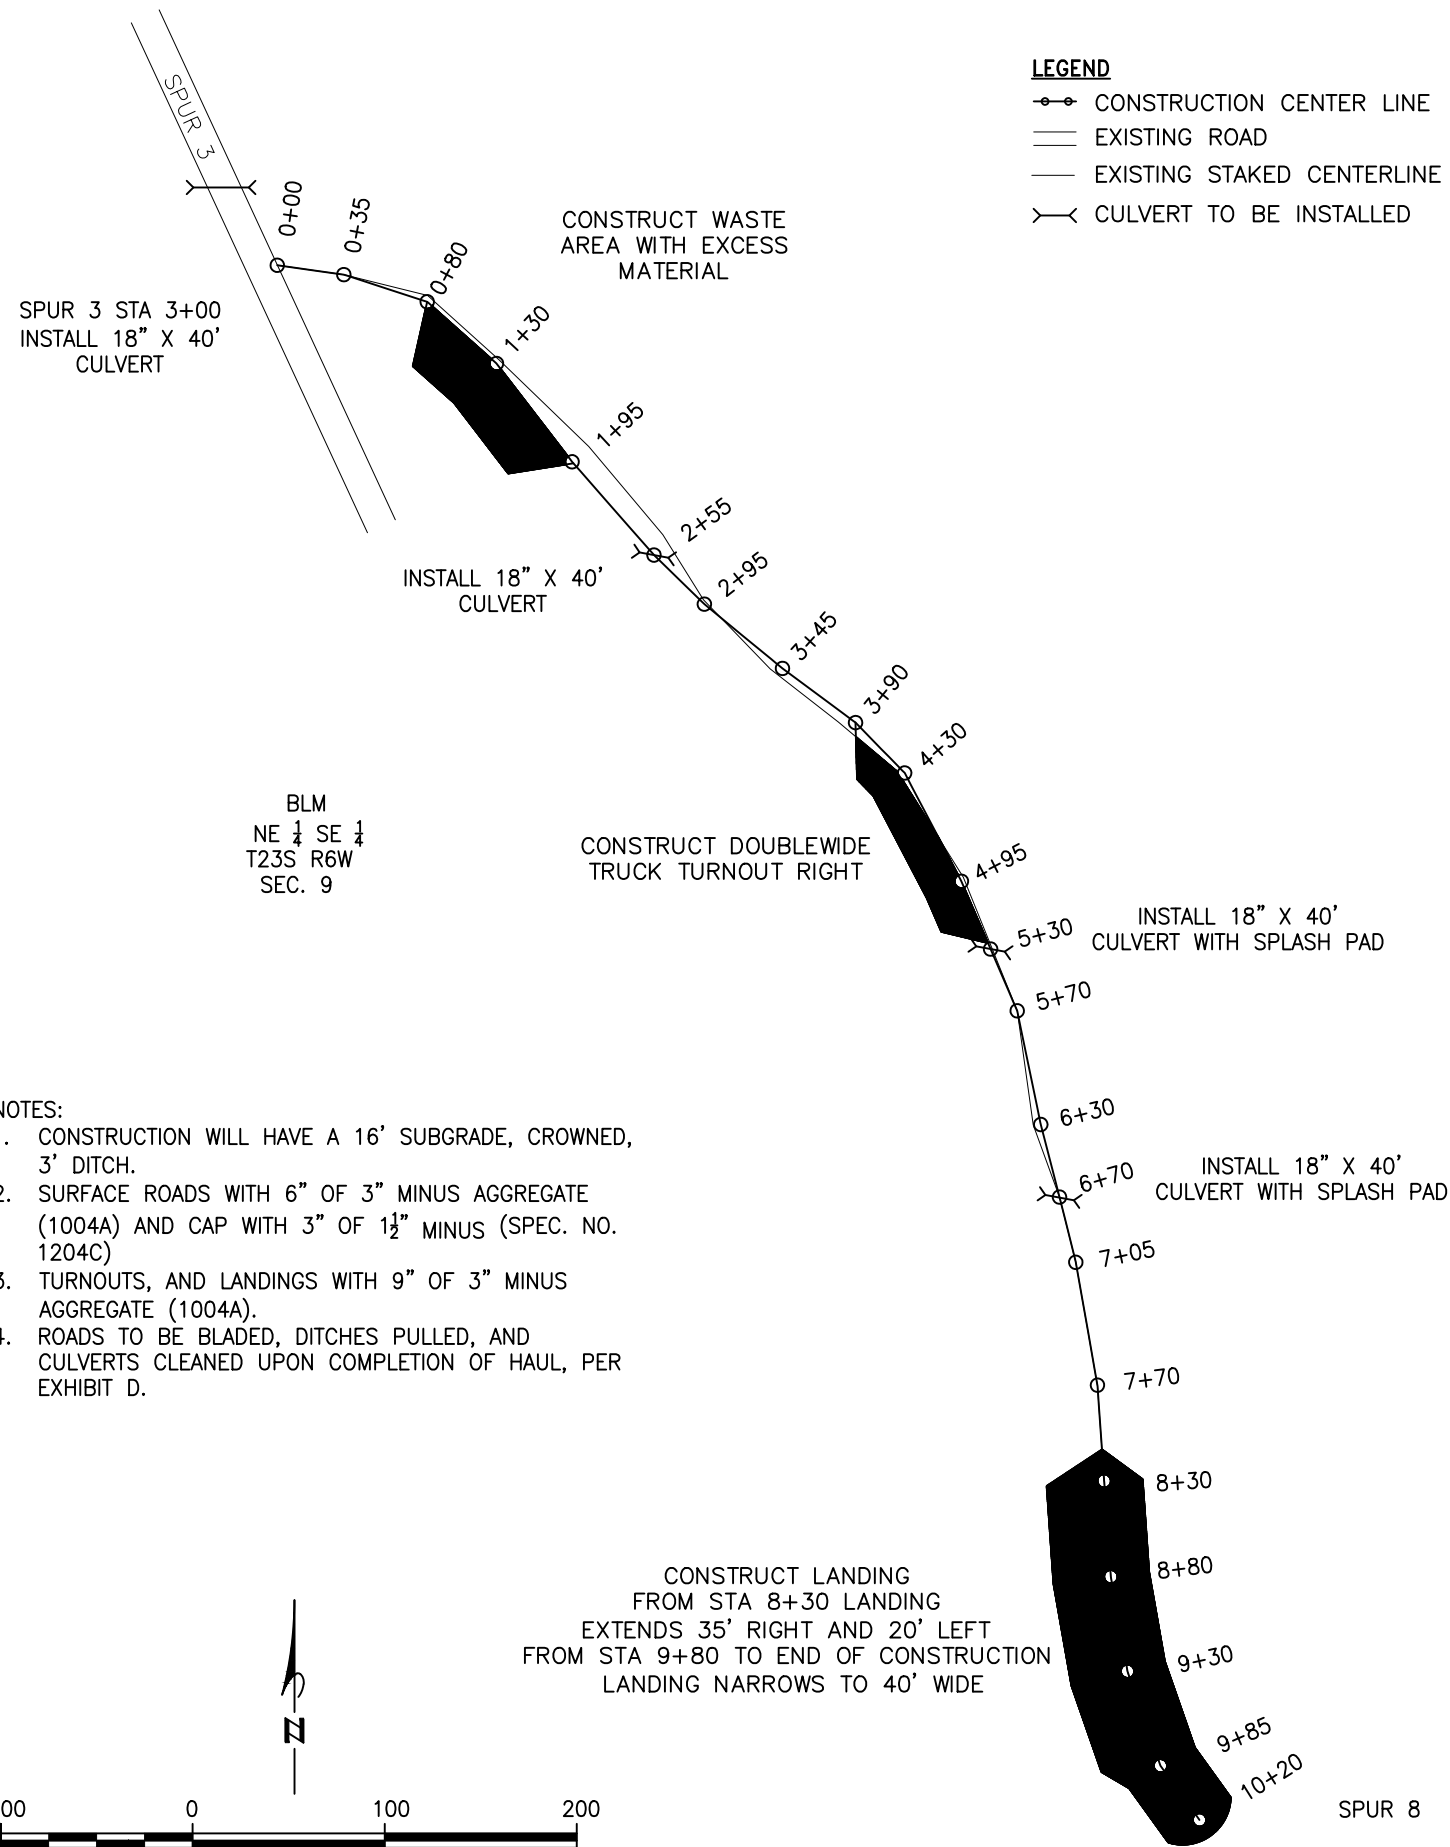 LEGEND
CONSTRUCTION CENTER LINE
EXISTING ROAD
EXISTING STAKED CENTERLINE
CULVERT TO BE INSTALLED
SPUR 3
0+00
0+35
0+80
1+30
1+95
2+55
2+95
3+45
3+90
4+30
4+95
5+30
5+70
6+30
6+70
7+05
7+70
8+30
8+80
9+30
9+85
10+20
CONSTRUCT WASTE
AREA WITH EXCESS
MATERIAL
SPUR 3 STA 3+00
INSTALL 18" X 40'
CULVERT
INSTALL 18" X 40'
CULVERT
BLM
NE 1/4 SE 1/4
T23S R6W
SEC. 9
CONSTRUCT DOUBLEWIDE
TRUCK TURNOUT RIGHT
INSTALL 18" X 40'
CULVERT WITH SPLASH PAD
INSTALL 18" X 40'
CULVERT WITH SPLASH PAD
NOTES:
. CONSTRUCTION WILL HAVE A 16' SUBGRADE, CROWNED,
3' DITCH.
2. SURFACE ROADS WITH 6" OF 3" MINUS AGGREGATE
(1004A) AND CAP WITH 3" OF 1 1/2" MINUS (SPEC. NO.
1204C)
3. TURNOUTS, AND LANDINGS WITH 9" OF 3" MINUS
AGGREGATE (1004A).
4. ROADS TO BE BLADED, DITCHES PULLED, AND
CULVERTS CLEANED UPON COMPLETION OF HAUL, PER
EXHIBIT D.
CONSTRUCT LANDING
FROM STA 8+30 LANDING
EXTENDS 35' RIGHT AND 20' LEFT
FROM STA 9+80 TO END OF CONSTRUCTION
LANDING NARROWS TO 40' WIDE
N
00 0 100 200
SPUR 8